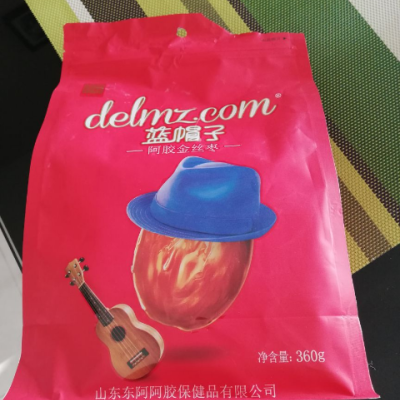 delmz.com®
蓝帽子
阿胶金丝枣
净含量: 360g
山东东阿阿胶保健品有限公司